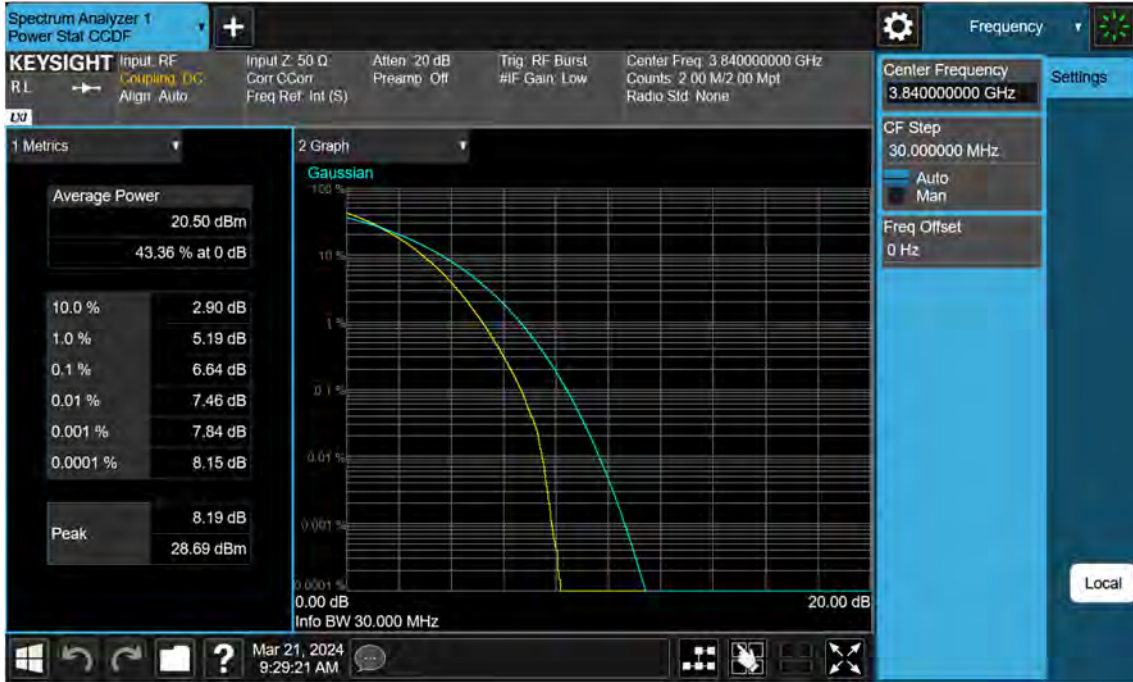 Spectrum Analyzer 1
Power Stat CCDF
Frequency
KEYSIGHT
RL
LXI
Input: RF
Coupling: DC
Align: Auto
Input Z: 50 Ω
Corr CCorr
Freq Ref: Int (S)
Atten: 20 dB
Preamp: Off
Trig: RF Burst
#IF Gain: Low
Center Freq: 3.840000000 GHz
Counts: 2.00 M/2.00 Mpt
Radio Std: None
Center Frequency
3.840000000 GHz
Settings
CF Step
30.000000 MHz
Auto
Man
Freq Offset
0 Hz
1 Metrics
Average Power
20.50 dBm
43.36 % at 0 dB
10.0 % 2.90 dB
1.0 % 5.19 dB
0.1 % 6.64 dB
0.01 % 7.46 dB
0.001 % 7.84 dB
0.0001 % 8.15 dB
Peak
8.19 dB
28.69 dBm
2 Graph
Gaussian
100 %
10 %
1 %
0.1 %
0.01 %
0.001 %
0.0001 %
0.00 dB 20.00 dB
Info BW 30.000 MHz
Local
?
Mar 21, 2024
9:29:21 AM